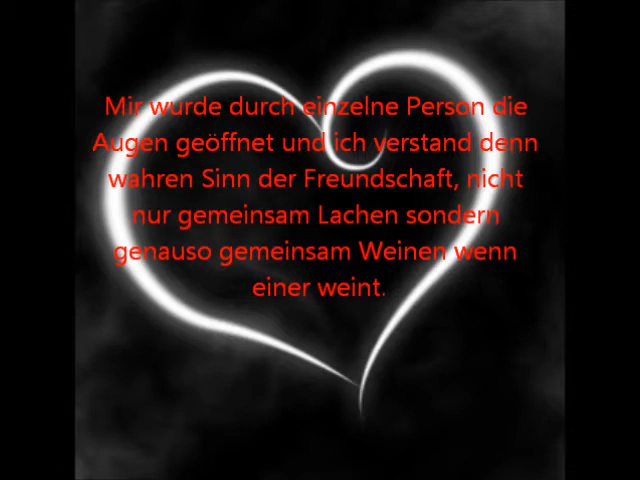 Mir wurde durch einzelne Person die
Augen geöffnet und ich verstand denn
wahren Sinn der Freundschaft, nicht
nur gemeinsam Lachen sondern
genauso gemeinsam Weinen wenn
einer weint.